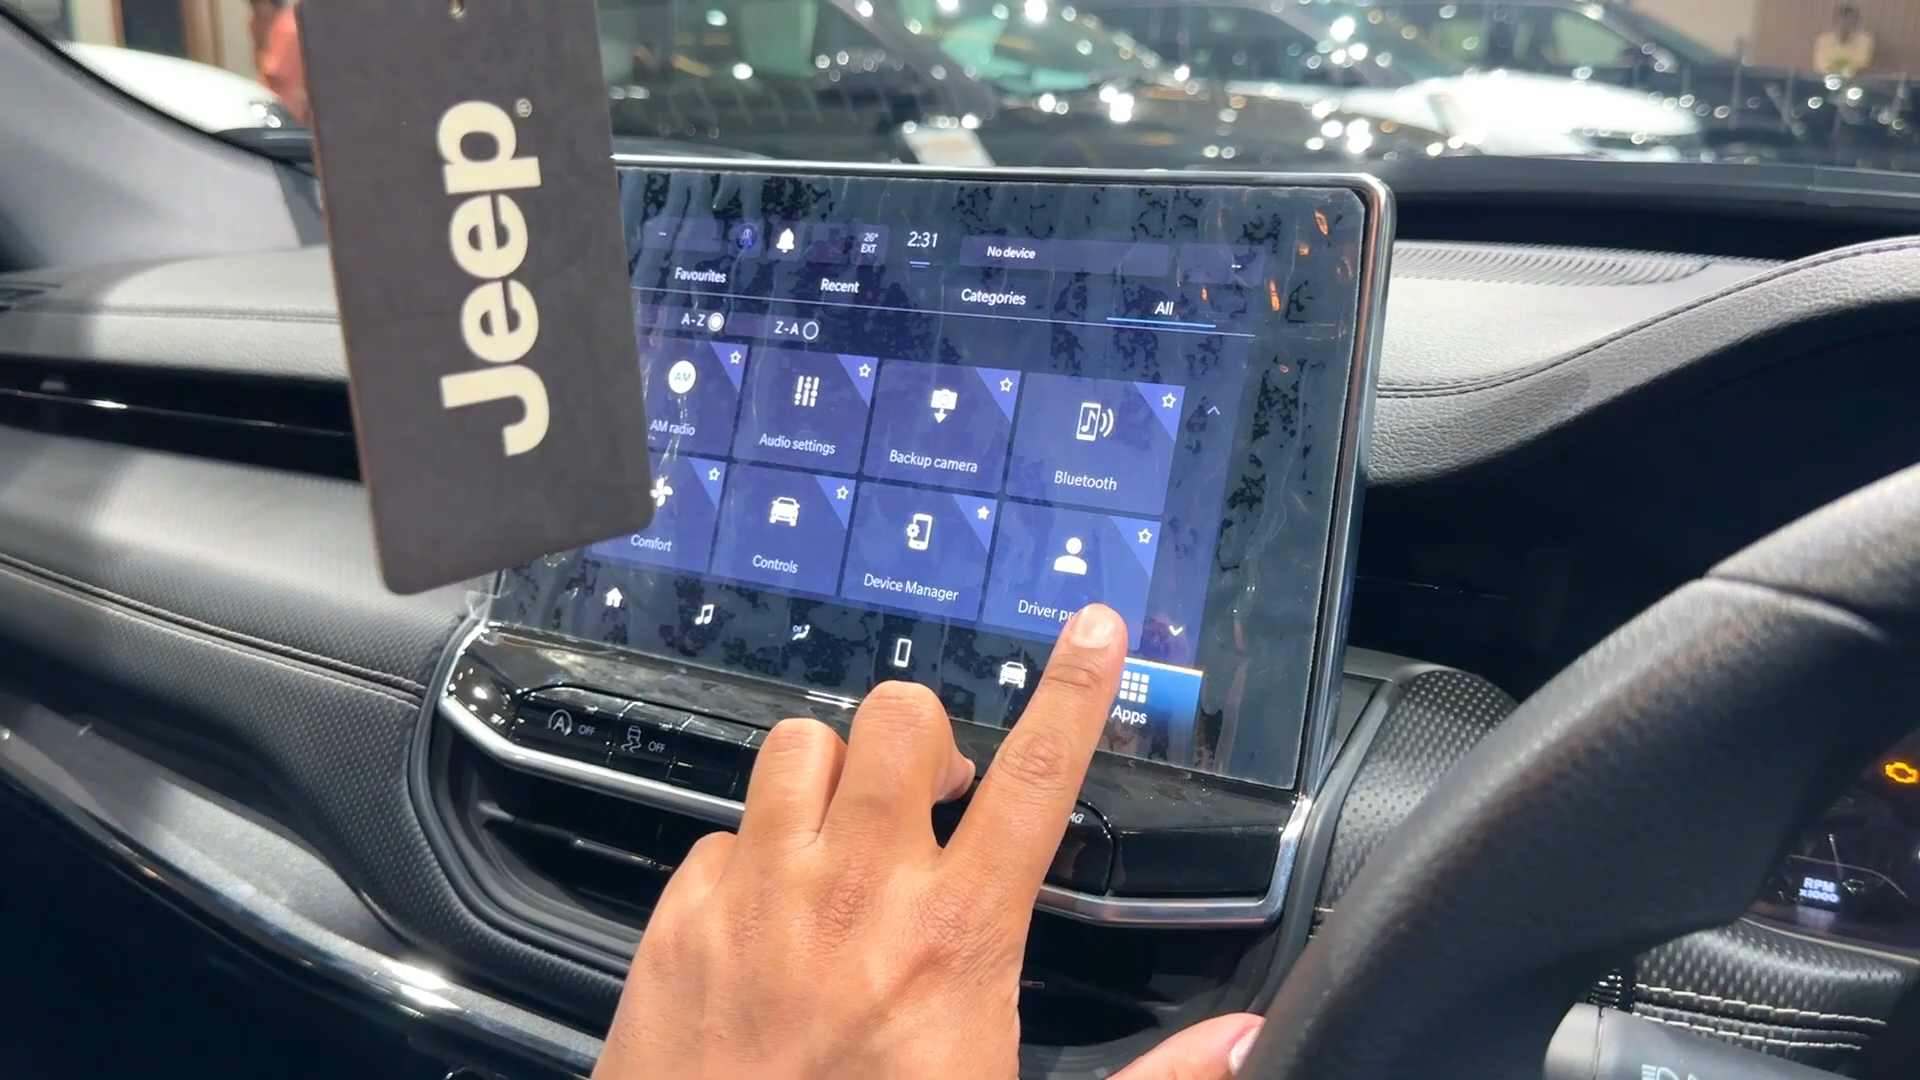 Jeep®
26°
EXT
2:31
No device
Favourites
Recent
Categories
All
A-Z
Z-A
AM
AM radio
Audio settings
Backup camera
Bluetooth
Comfort
Controls
Device Manager
Driver
Apps
A OFF
OFF
RPM
x1000